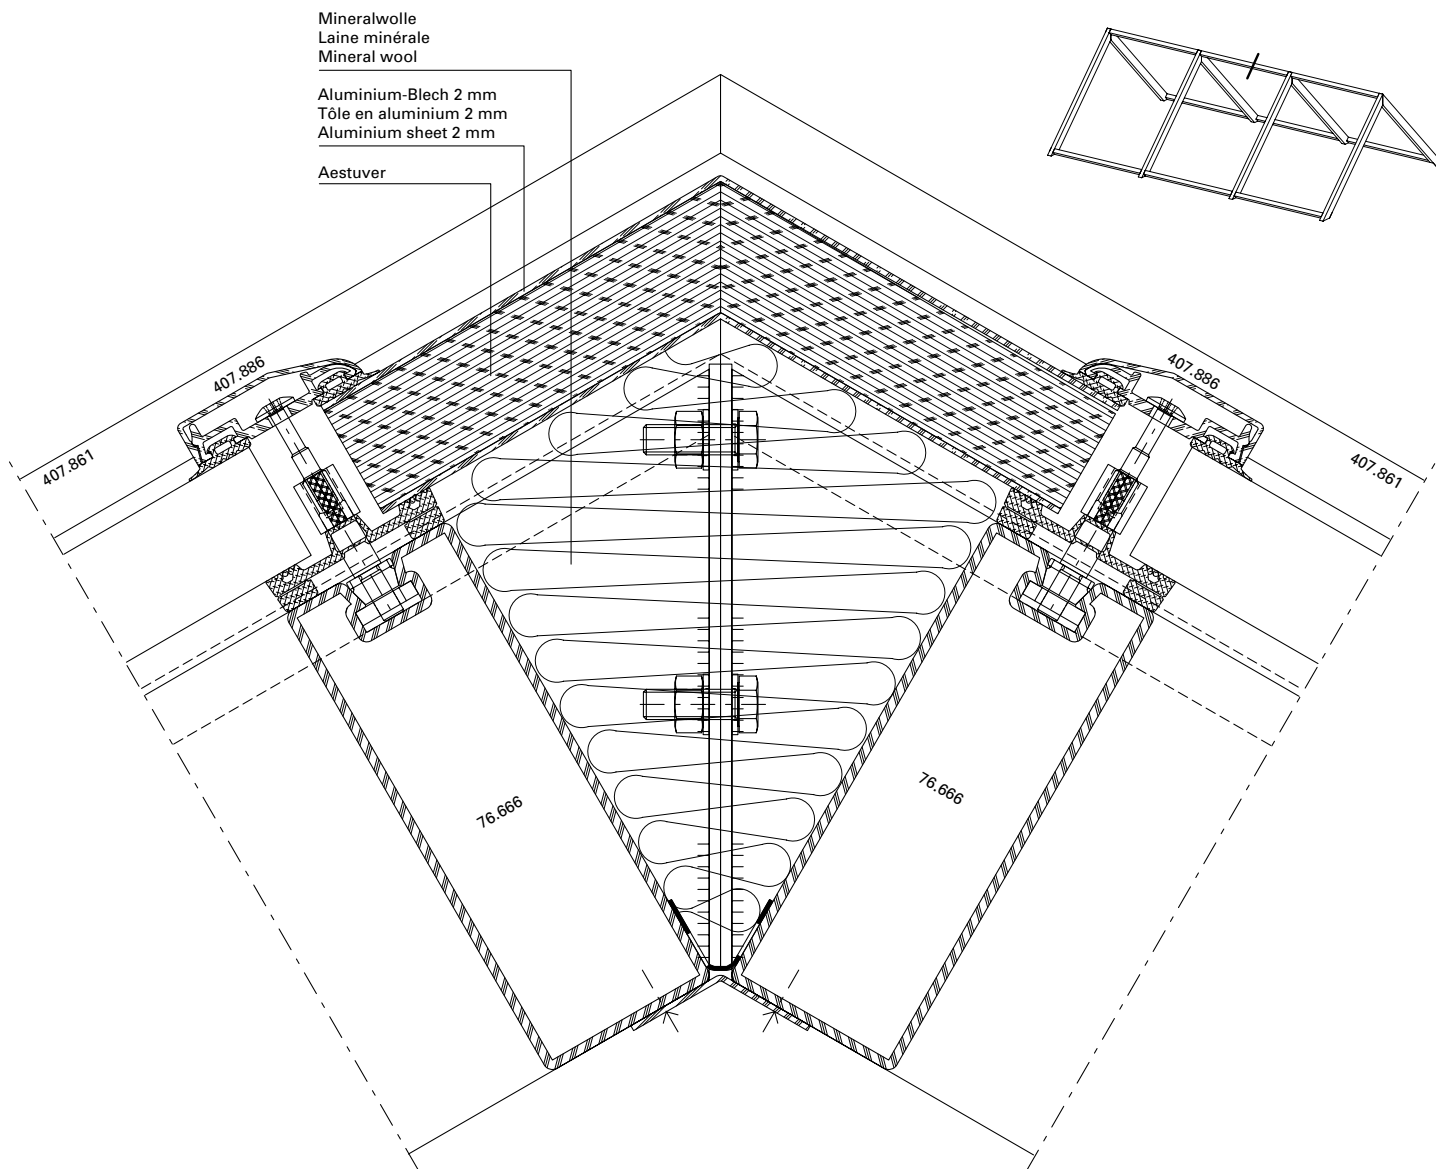 Mineralwolle
Laine minérale
Mineral wool
Aluminium-Blech 2 mm
Tôle en aluminium 2 mm
Aluminium sheet 2 mm
Aestuver
407.886
407.886
407.861
407.861
76.666
76.666